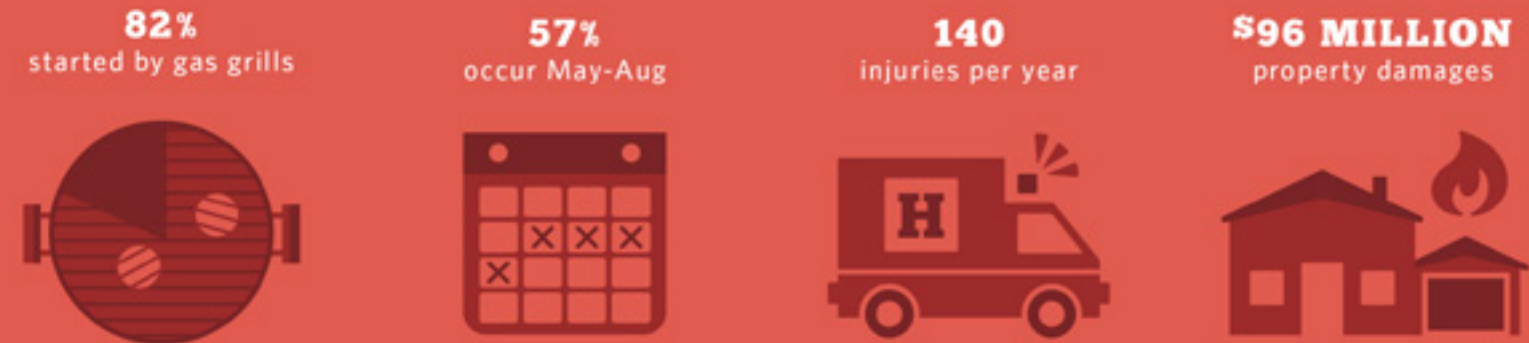 82%
started by gas grills
57%
occur May-Aug
140
injuries per year
$96 MILLION
property damages
H